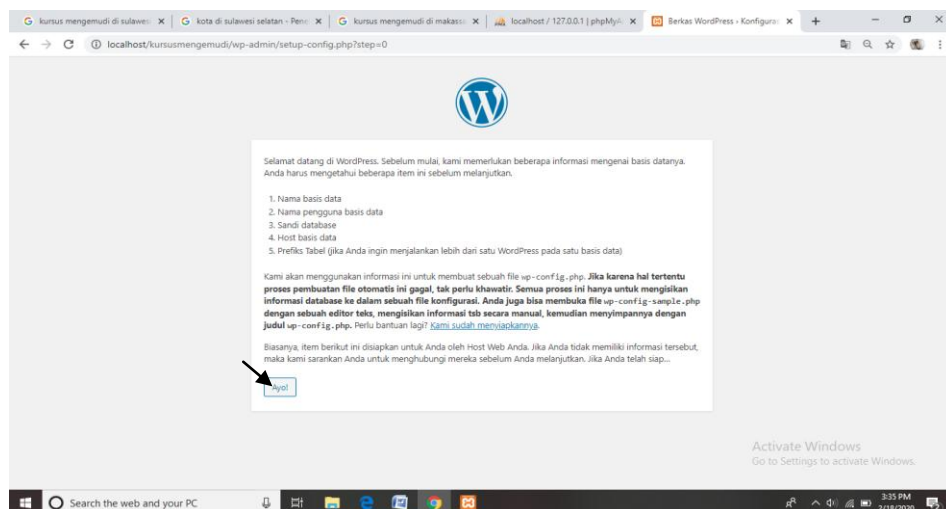 kursus mengemudi di sulawesi
kota di sulawesi selatan - Pene
kursus mengemudi di makassa
localhost / 127.0.0.1 | phpMyA
Berkas WordPress › Konfiguras
localhost/kursusmengemudi/wp-admin/setup-config.php?step=0
Selamat datang di WordPress. Sebelum mulai, kami memerlukan beberapa informasi mengenai basis datanya.
Anda harus mengetahui beberapa item ini sebelum melanjutkan.
1. Nama basis data
2. Nama pengguna basis data
3. Sandi database
4. Host basis data
5. Prefiks Tabel (jika Anda ingin menjalankan lebih dari satu WordPress pada satu basis data)
Kami akan menggunakan informasi ini untuk membuat sebuah file wp-config.php. Jika karena hal tertentu
proses pembuatan file otomatis ini gagal, tak perlu khawatir. Semua proses ini hanya untuk mengisikan
informasi database ke dalam sebuah file konfigurasi. Anda juga bisa membuka file wp-config-sample.php
dengan sebuah editor teks, mengisikan informasi tsb secara manual, kemudian menyimpannya dengan
judul wp-config.php. Perlu bantuan lagi? Kami sudah menyiapkannya.
Biasanya, item berikut ini disiapkan untuk Anda oleh Host Web Anda. Jika Anda tidak memiliki informasi tersebut,
maka kami sarankan Anda untuk menghubungi mereka sebelum Anda melanjutkan. Jika Anda telah siap...
Ayo!
Activate Windows
Go to Settings to activate Windows.
Search the web and your PC
3:35 PM
2/18/2020